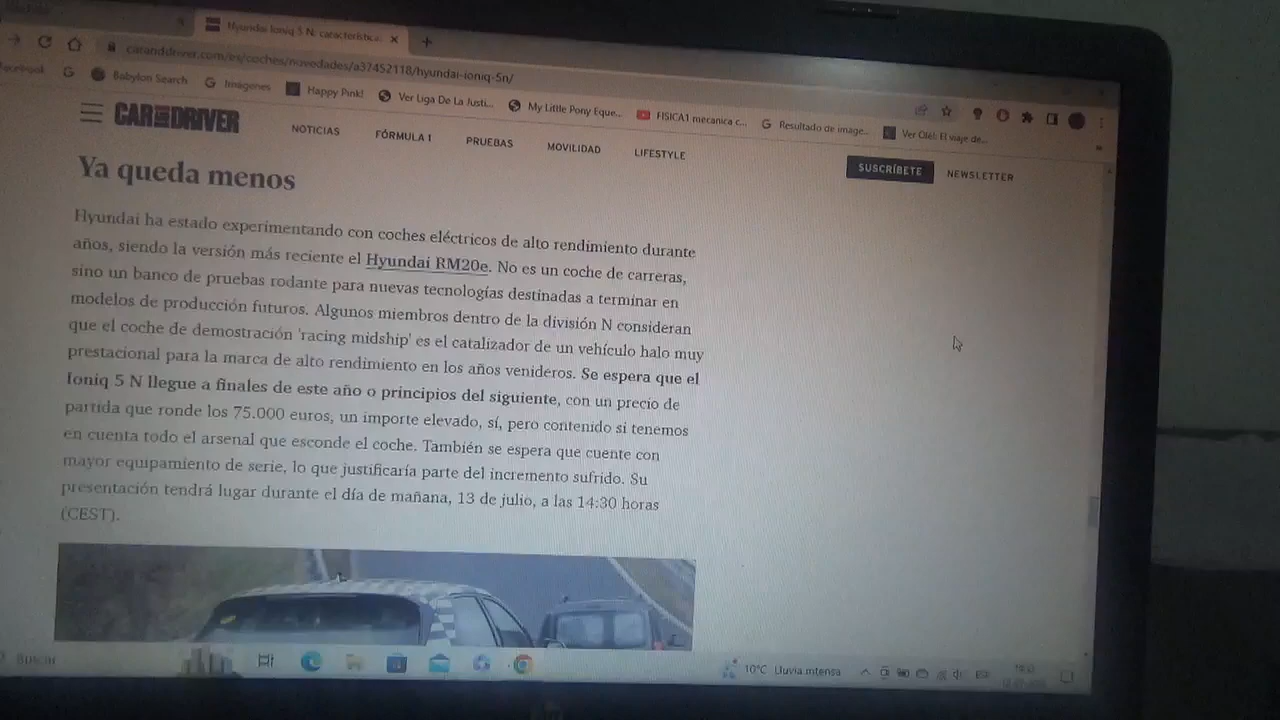 Hyundai Ioniq 5 N: característica
caranddriver.com/es/coches/novedades/a37452118/hyundai-ioniq-5n/
Facebook
Babylon Search
Imágenes
Happy Pink!
Ver Liga De La Justi...
My Little Pony Eque...
FISICA1 mecanica c...
Resultado de image...
Ver Olé!: El viaje de...
CAR AND DRIVER
NOTICIAS
FÓRMULA 1
PRUEBAS
MOVILIDAD
LIFESTYLE
SUSCRÍBETE
NEWSLETTER
Ya queda menos
Hyundai ha estado experimentando con coches eléctricos de alto rendimiento durante
años, siendo la versión más reciente el Hyundai RM20e. No es un coche de carreras,
sino un banco de pruebas rodante para nuevas tecnologías destinadas a terminar en
modelos de producción futuros. Algunos miembros dentro de la división N consideran
que el coche de demostración 'racing midship' es el catalizador de un vehículo halo muy
prestacional para la marca de alto rendimiento en los años venideros. Se espera que el
Ioniq 5 N llegue a finales de este año o principios del siguiente, con un precio de
partida que ronde los 75.000 euros, un importe elevado, sí, pero contenido si tenemos
en cuenta todo el arsenal que esconde el coche. También se espera que cuente con
mayor equipamiento de serie, lo que justificaría parte del incremento sufrido. Su
presentación tendrá lugar durante el día de mañana, 13 de julio, a las 14:30 horas
(CEST).
Buscar
10°C Lluvia intensa